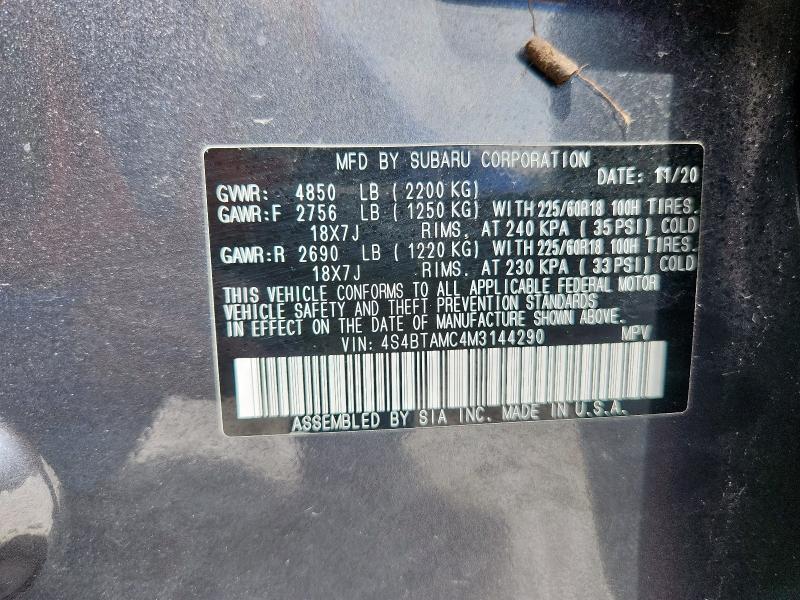 MFD BY SUBARU CORPORATION
DATE: 11/20
GVWR: 4850 LB (2200 KG)
GAWR:F 2756 LB (1250 KG) WITH 225/60R18 100H TIRES.
18X7J RIMS. AT 240 KPA (35PSI) COLD
GAWR:R 2690 LB (1220 KG) WITH 225/60R18 100H TIRES.
18X7J RIMS. AT 230 KPA (33PSI) COLD
THIS VEHICLE CONFORMS TO ALL APPLICABLE FEDERAL MOTOR
VEHICLE SAFETY AND THEFT PREVENTION STANDARDS
IN EFFECT ON THE DATE OF MANUFACTURE SHOWN ABOVE.
VIN: 4S4BTAMC4M3144290 MPV
ASSEMBLED BY SIA INC. MADE IN U.S.A.